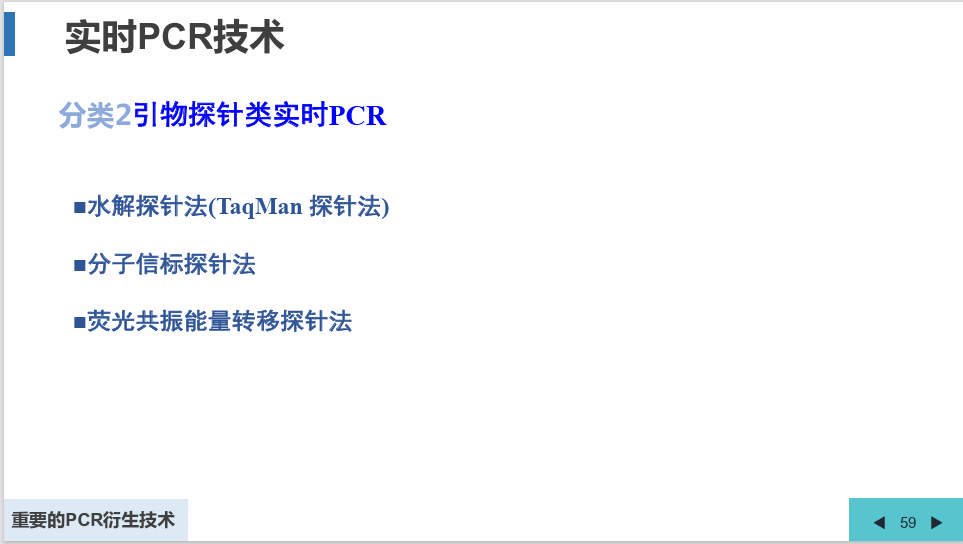 实时PCR技术
分类2引物探针类实时PCR
■水解探针法(TaqMan 探针法)
■分子信标探针法
■荧光共振能量转移探针法
重要的PCR衍生技术
59